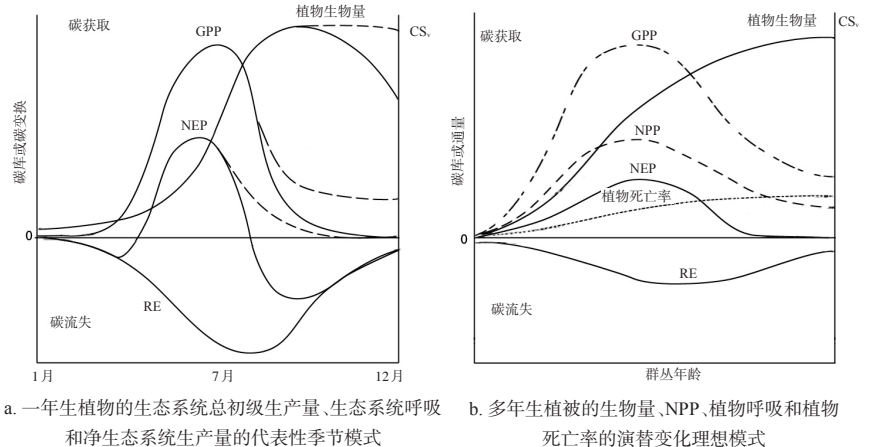 碳获取
植物生物量
CSᵥ
GPP
NEP
碳库或碳变换
0
RE
碳流失
1月
7月
12月
a. 一年生植物的生态系统总初级生产量、生态系统呼吸
和净生态系统生产量的代表性季节模式
碳获取
植物生物量
CSᵥ
GPP
NPP
NEP
植物死亡率
碳库或通量
0
RE
碳流失
群丛年龄
b. 多年生植被的生物量、NPP、植物呼吸和植物
死亡率的演替变化理想模式